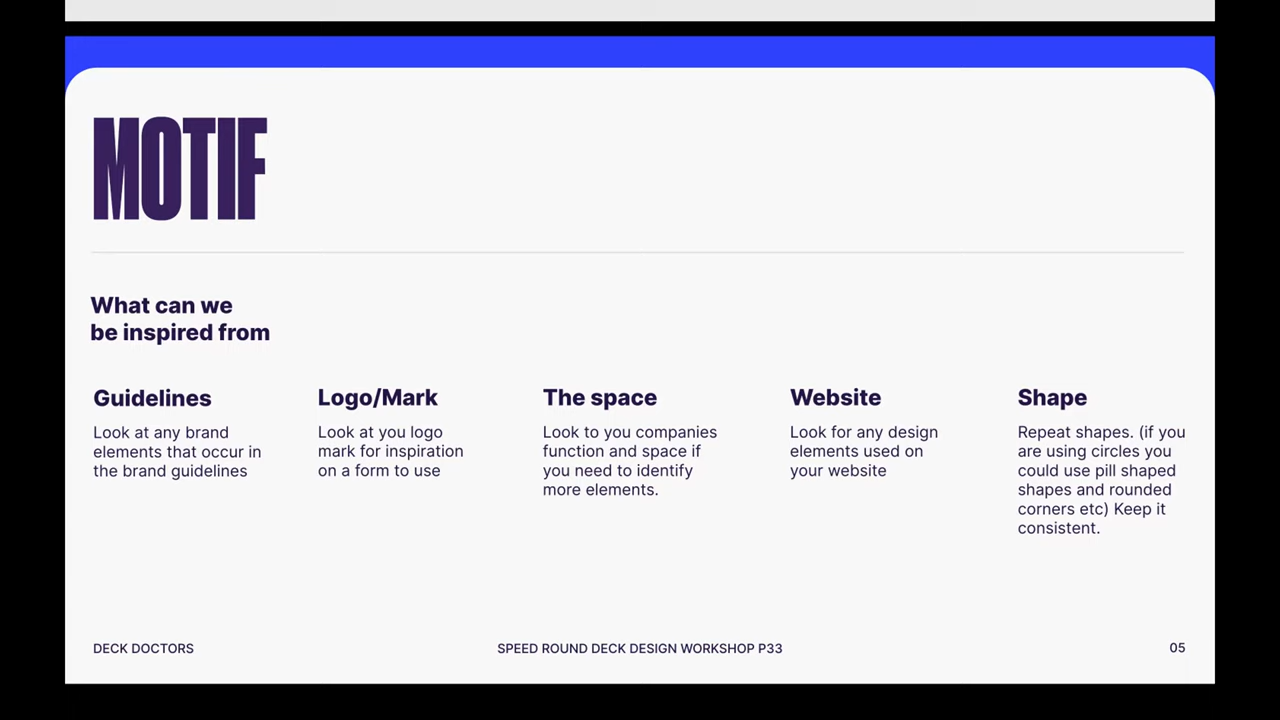 MOTIF
What can we
be inspired from
Guidelines
Look at any brand
elements that occur in
the brand guidelines
Logo/Mark
Look at you logo
mark for inspiration
on a form to use
The space
Look to you companies
function and space if
you need to identify
more elements.
Website
Look for any design
elements used on
your website
Shape
Repeat shapes. (if you
are using circles you
could use pill shaped
shapes and rounded
corners etc) Keep it
consistent.
DECK DOCTORS
SPEED ROUND DECK DESIGN WORKSHOP P33
05